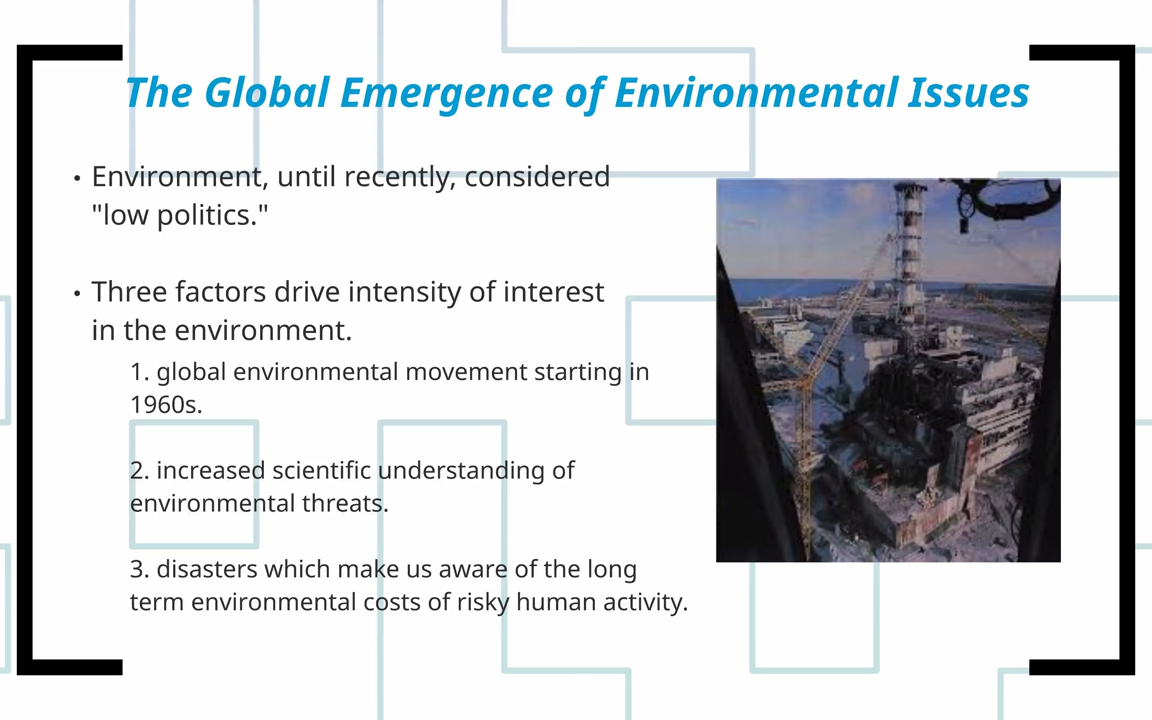 The Global Emergence of Environmental Issues
• Environment, until recently, considered
"low politics."
• Three factors drive intensity of interest
in the environment.
1. global environmental movement starting in
1960s.
2. increased scientific understanding of
environmental threats.
3. disasters which make us aware of the long
term environmental costs of risky human activity.